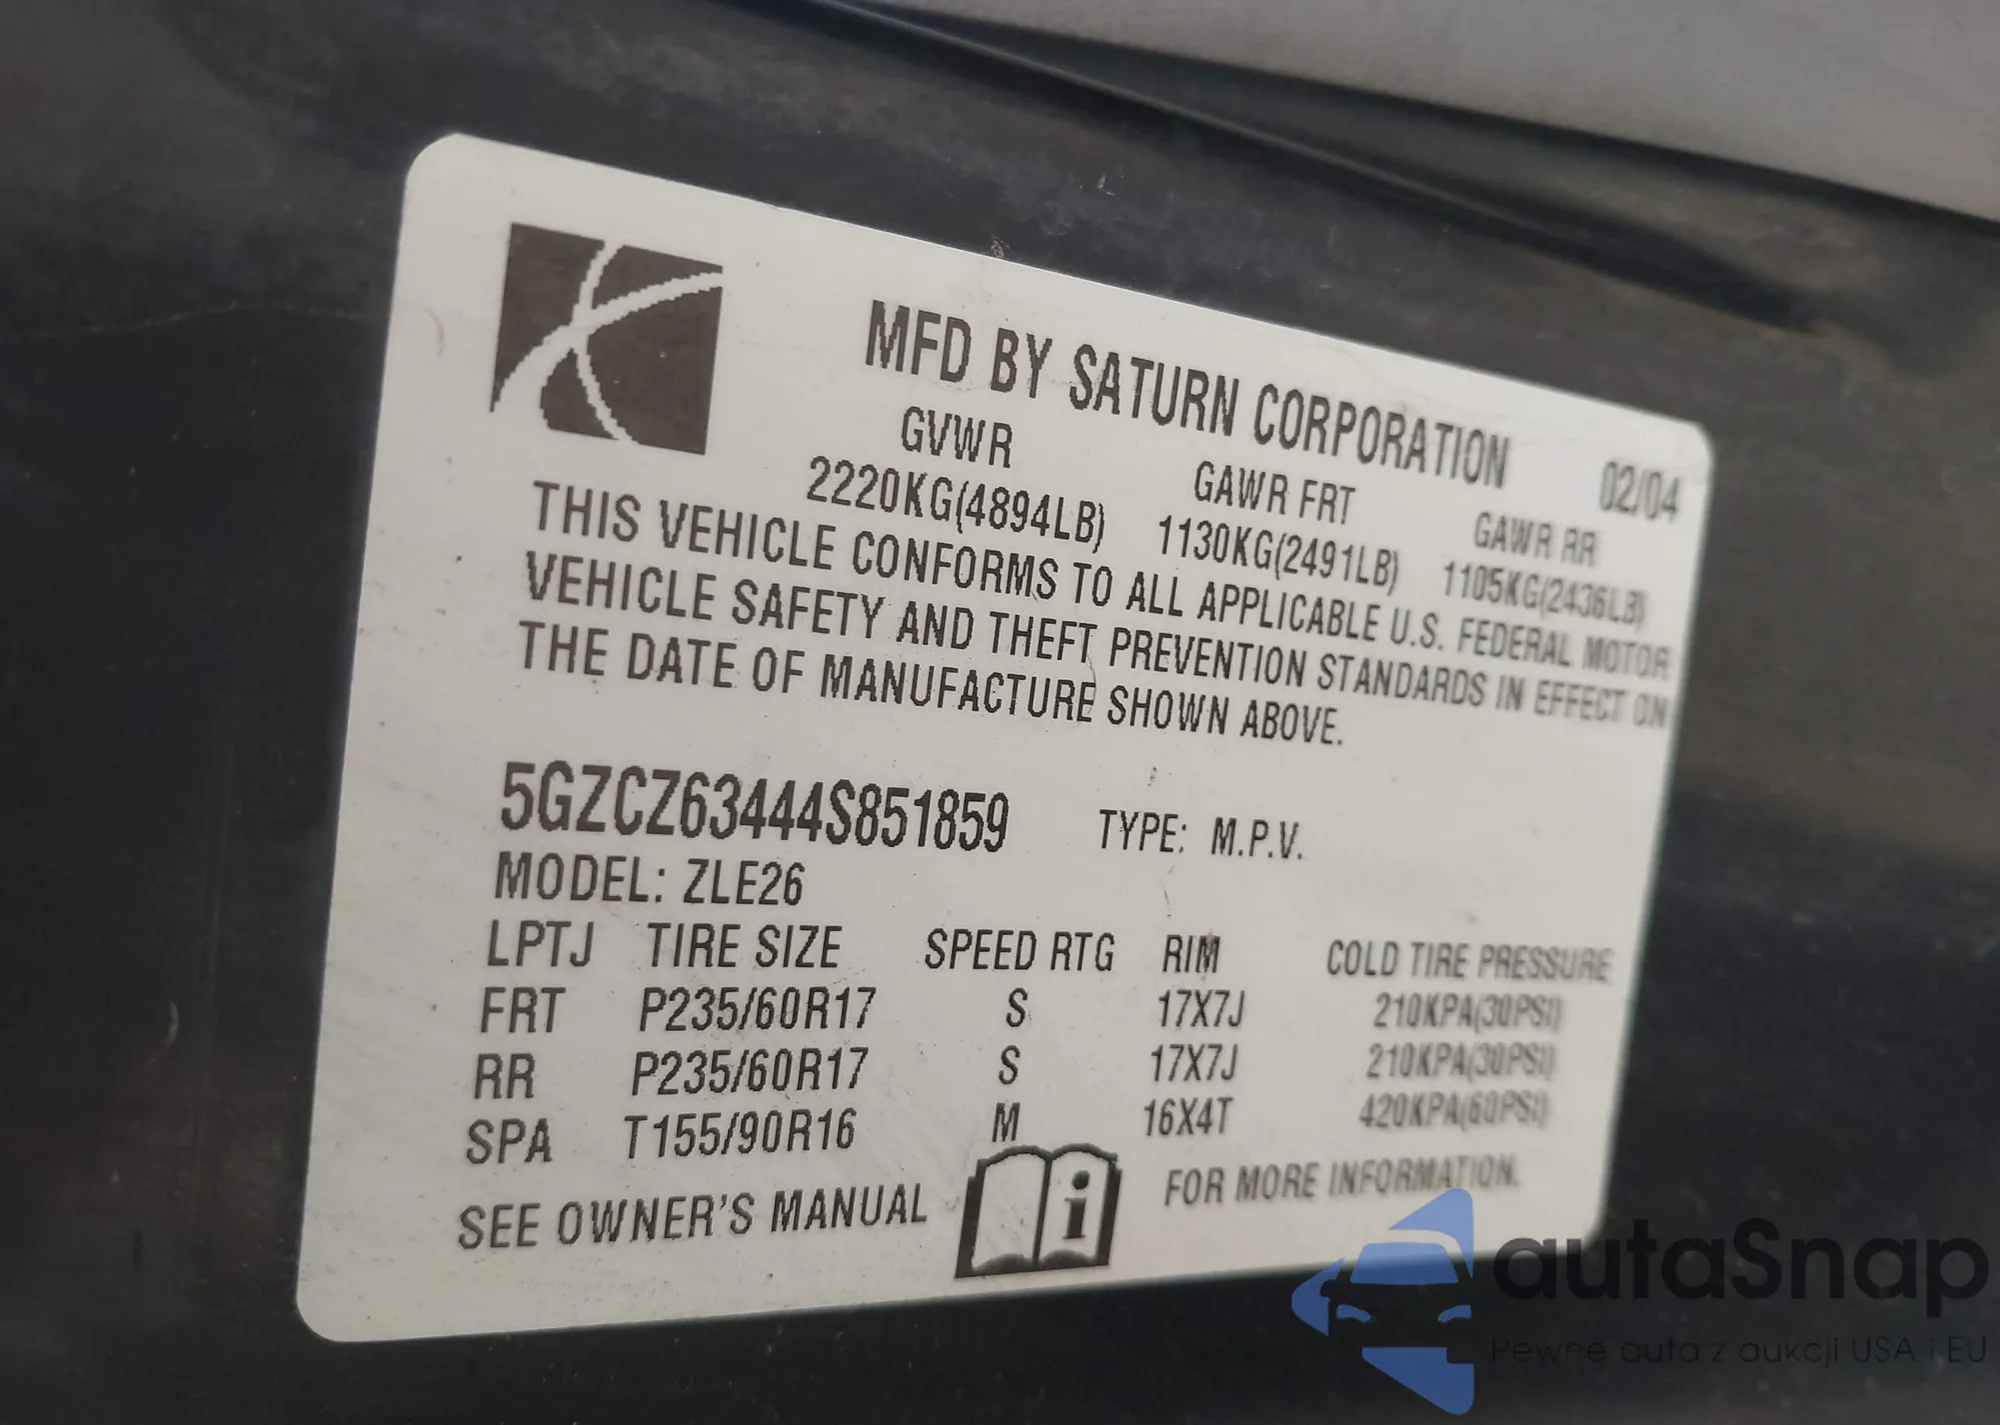 MFD BY SATURN CORPORATION 02/04
GVWR GAWR FRT GAWR RR
2220KG(4894LB) 1130KG(2491LB) 1105KG(2436LB)
THIS VEHICLE CONFORMS TO ALL APPLICABLE U.S. FEDERAL MOTOR
VEHICLE SAFETY AND THEFT PREVENTION STANDARDS IN EFFECT ON
THE DATE OF MANUFACTURE SHOWN ABOVE.
5GZCZ63444S851859 TYPE: M.P.V.
MODEL: ZLE26
LPTJ TIRE SIZE SPEED RTG RIM COLD TIRE PRESSURE
FRT P235/60R17 S 17X7J 210KPA(30PSI)
RR P235/60R17 S 17X7J 210KPA(30PSI)
SPA T155/90R16 M 16X4T 420KPA(60PSI)
SEE OWNER'S MANUAL i FOR MORE INFORMATION.
autaSnap
Pewne auta z aukcji USA i EU